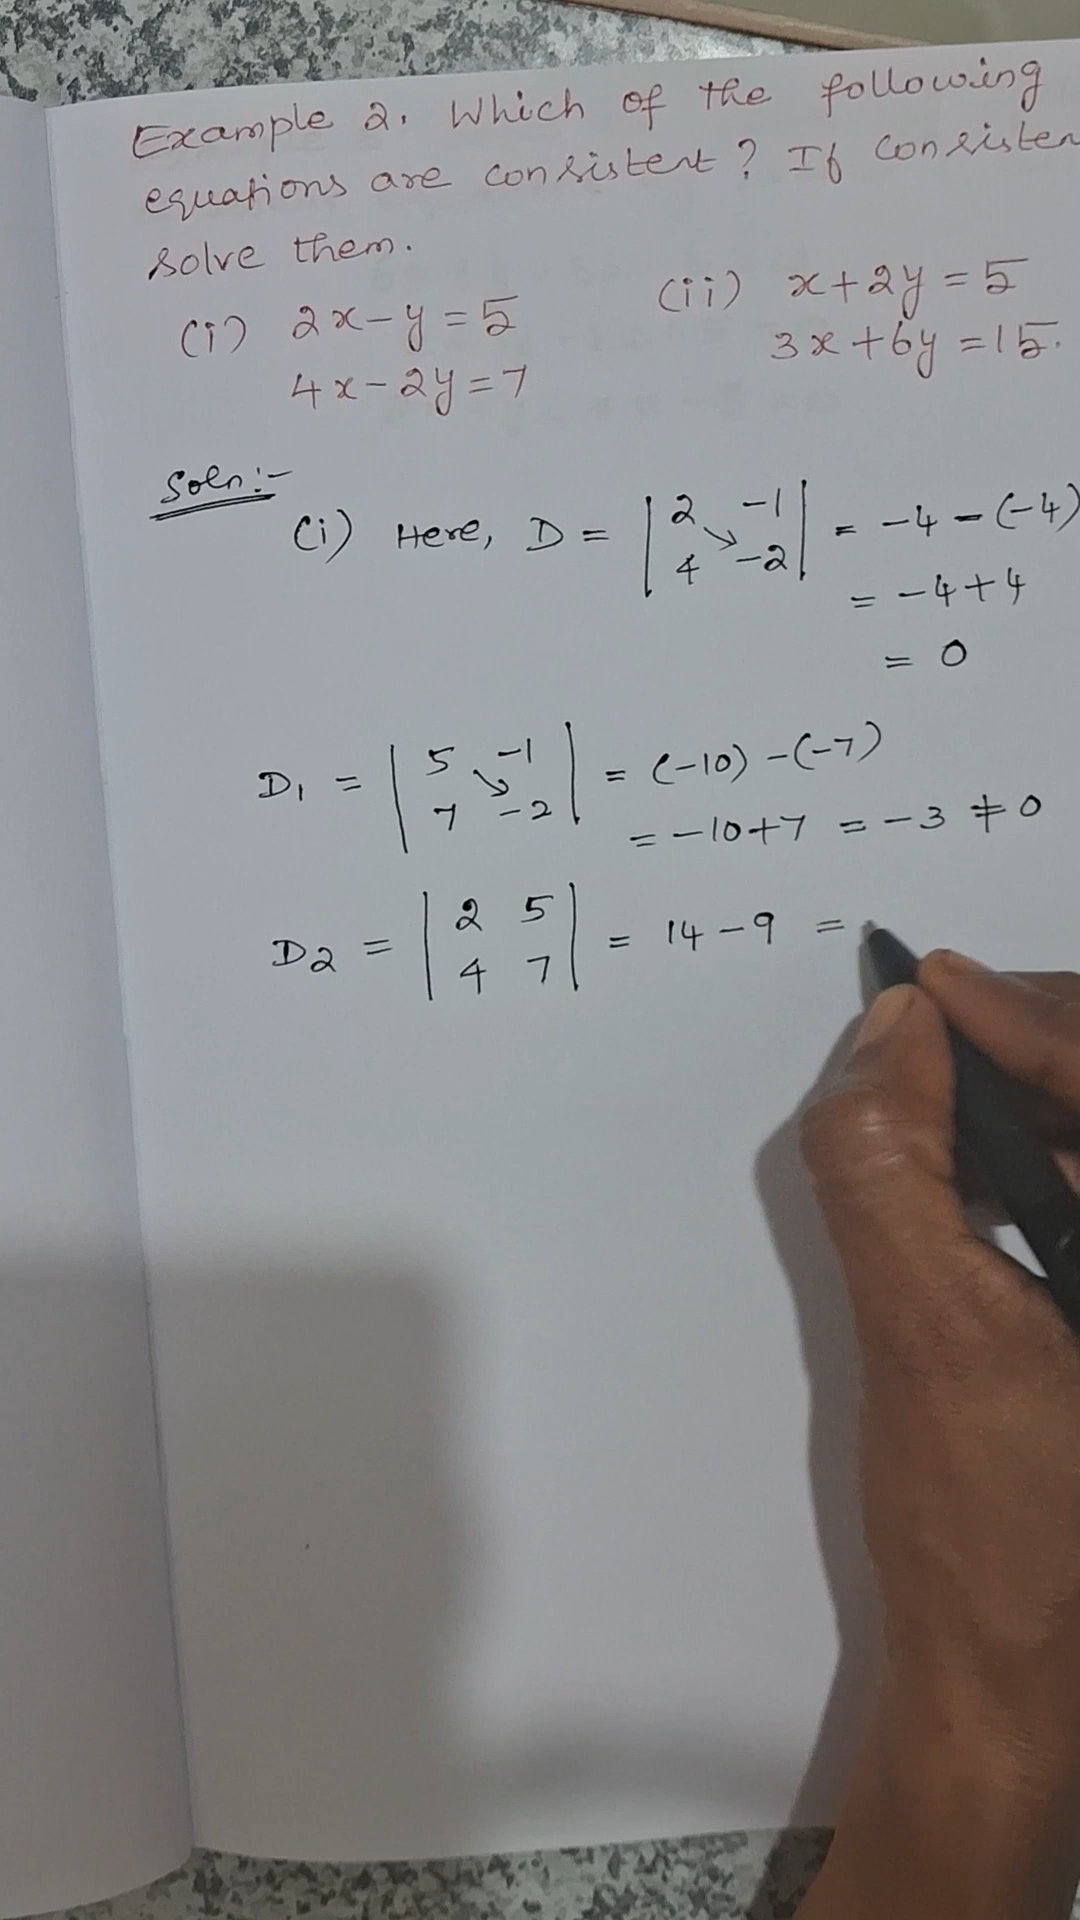 Example 2. Which of the following
equations are consistent? If consisten
solve them.
(i) 2x-y=5 (ii) x+2y=5
4x-2y=7 3x+6y=15.
Soln:-
(i) Here, D = | 2 -1 | = -4-(-4)
| 4 -2 | = -4+4
= 0
D1 = | 5 -1 | = (-10)-(-7)
| 7 -2 | = -10+7 = -3 ≠ 0
D2 = | 2 5 | = 14-9 =
| 4 7 |